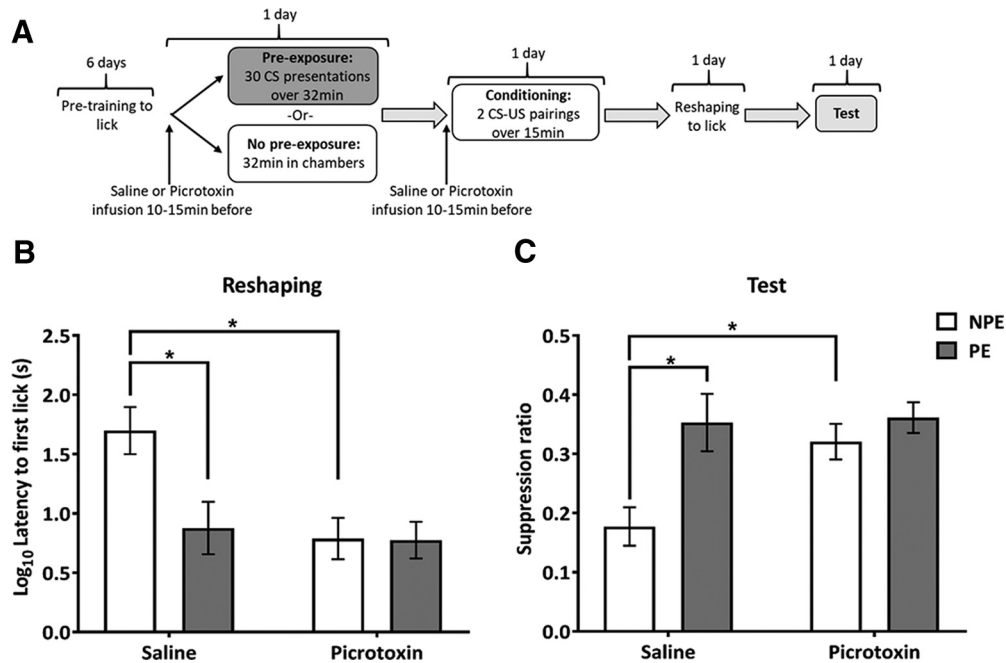 A
6 days
Pre-training to
lick
1 day
Pre-exposure:
30 CS presentations
over 32min
-Or-
No pre-exposure:
32min in chambers
Saline or Picrotoxin
infusion 10-15min before
1 day
Conditioning:
2 CS-US pairings
over 15min
Saline or Picrotoxin
infusion 10-15min before
1 day
Reshaping
to lick
1 day
Test
B
Reshaping
Log10 Latency to first lick (s)
2.5
2.0
1.5
1.0
0.5
0.0
*
*
Saline
Picrotoxin
C
Test
Suppression ratio
0.5
0.4
0.3
0.2
0.1
0.0
*
*
Saline
Picrotoxin
NPE
PE